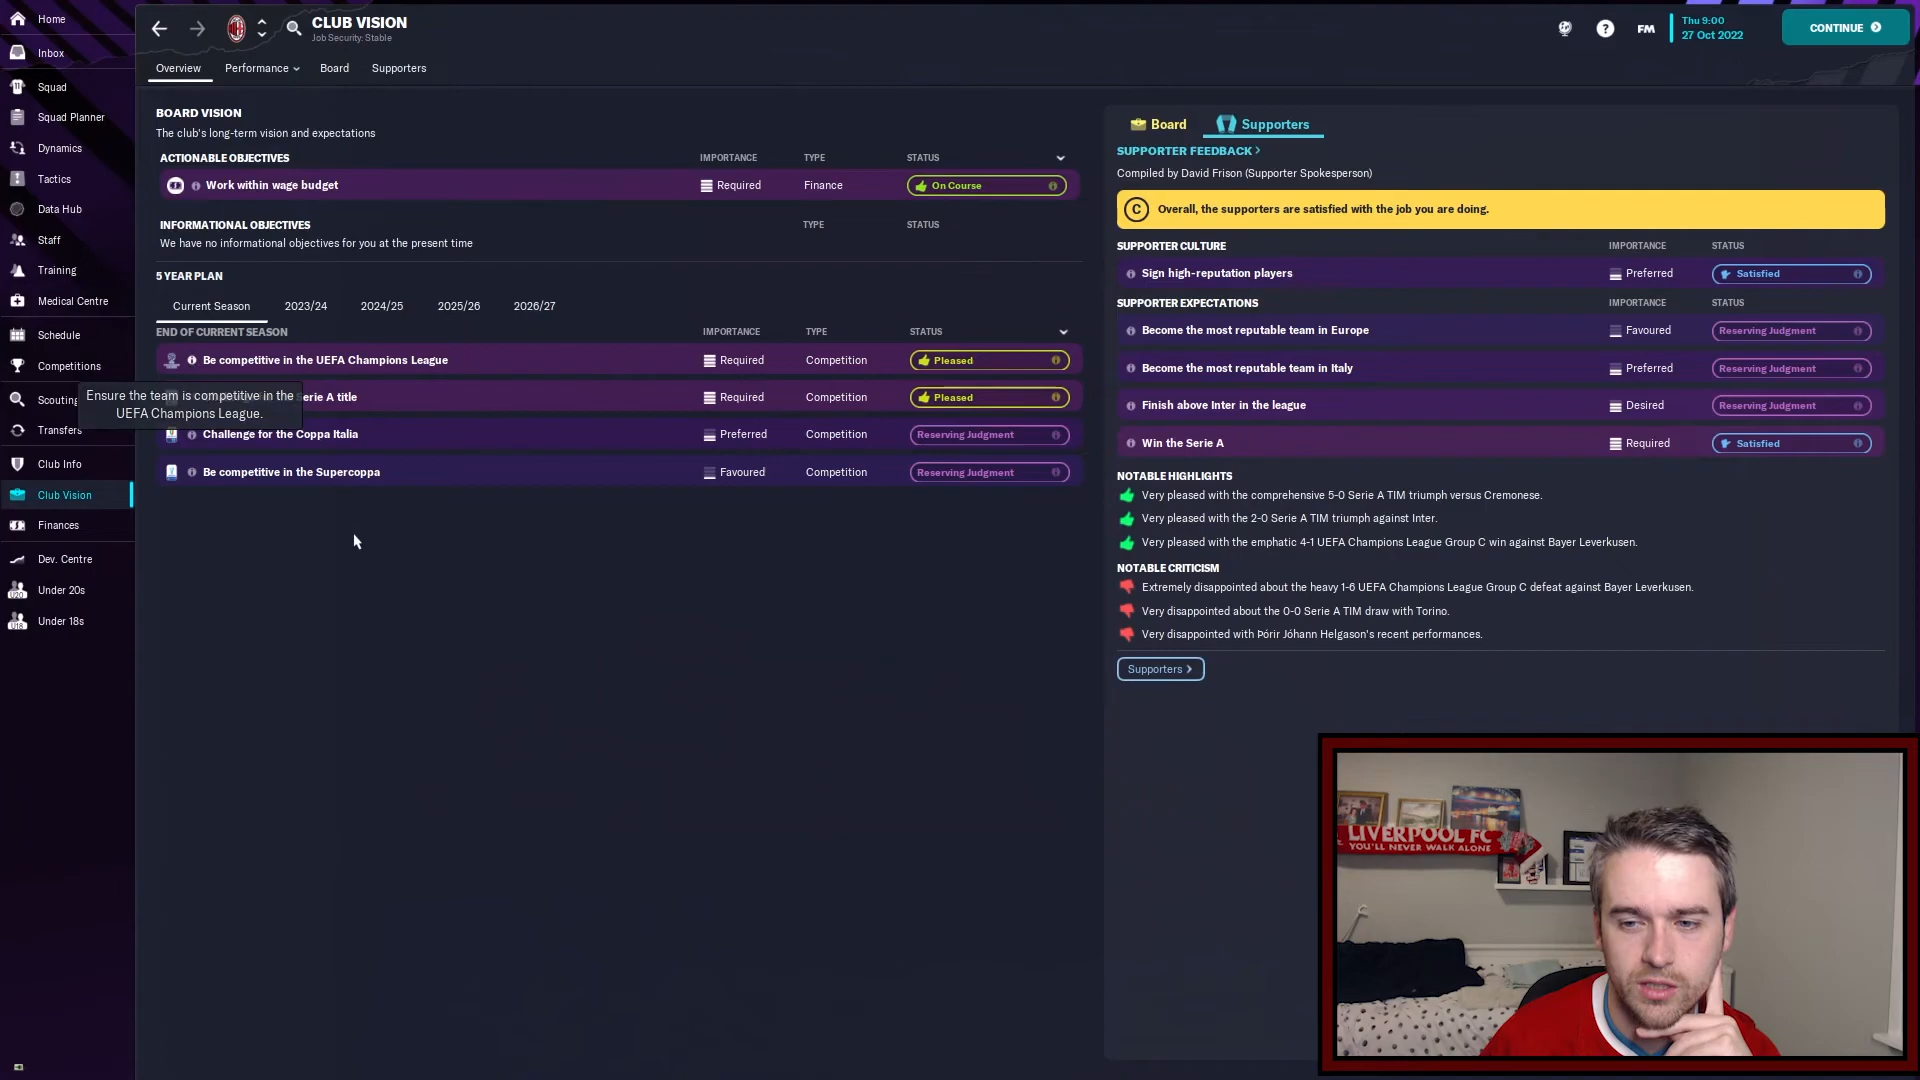 Home
Inbox
Squad
Squad Planner
Dynamics
Tactics
Data Hub
Staff
Training
Medical Centre
Schedule
Competitions
Scouting
Transfers
Club Info
Club Vision
Finances
Dev. Centre
Under 20s
Under 18s
CLUB VISION
Job Security: Stable
FM
Thu 9:00
27 Oct 2022
CONTINUE
Overview
Performance
Board
Supporters
BOARD VISION
The club's long-term vision and expectations
ACTIONABLE OBJECTIVES IMPORTANCE TYPE STATUS
Work within wage budget Required Finance On Course
INFORMATIONAL OBJECTIVES TYPE STATUS
We have no informational objectives for you at the present time
5 YEAR PLAN
Current Season 2023/24 2024/25 2025/26 2026/27
END OF CURRENT SEASON IMPORTANCE TYPE STATUS
Be competitive in the UEFA Champions League Required Competition Pleased
erie A title Required Competition Pleased
Challenge for the Coppa Italia Preferred Competition Reserving Judgment
Be competitive in the Supercoppa Favoured Competition Reserving Judgment
Ensure the team is competitive in the
UEFA Champions League.
Board Supporters
SUPPORTER FEEDBACK >
Compiled by David Frison (Supporter Spokesperson)
C Overall, the supporters are satisfied with the job you are doing.
SUPPORTER CULTURE IMPORTANCE STATUS
Sign high-reputation players Preferred Satisfied
SUPPORTER EXPECTATIONS IMPORTANCE STATUS
Become the most reputable team in Europe Favoured Reserving Judgment
Become the most reputable team in Italy Preferred Reserving Judgment
Finish above Inter in the league Desired Reserving Judgment
Win the Serie A Required Satisfied
NOTABLE HIGHLIGHTS
Very pleased with the comprehensive 5-0 Serie A TIM triumph versus Cremonese.
Very pleased with the 2-0 Serie A TIM triumph against Inter.
Very pleased with the emphatic 4-1 UEFA Champions League Group C win against Bayer Leverkusen.
NOTABLE CRITICISM
Extremely disappointed about the heavy 1-6 UEFA Champions League Group C defeat against Bayer Leverkusen.
Very disappointed about the 0-0 Serie A TIM draw with Torino.
Very disappointed with Þórir Jóhann Helgason's recent performances.
Supporters >
LIVERPOOL FC
YOU'LL NEVER WALK ALONE